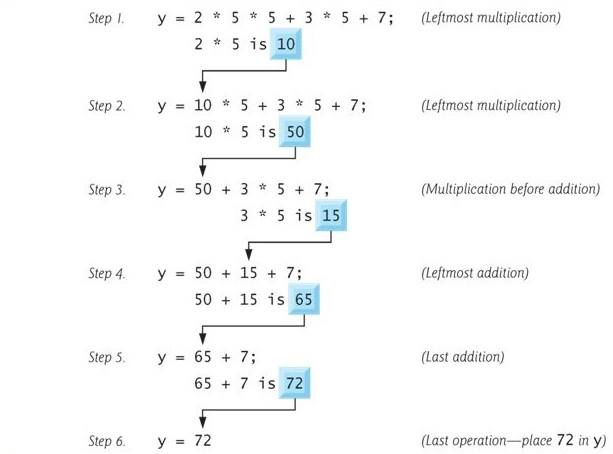 Step 1. y = 2 * 5 * 5 + 3 * 5 + 7; (Leftmost multiplication)
2 * 5 is 10
Step 2. y = 10 * 5 + 3 * 5 + 7; (Leftmost multiplication)
10 * 5 is 50
Step 3. y = 50 + 3 * 5 + 7; (Multiplication before addition)
3 * 5 is 15
Step 4. y = 50 + 15 + 7; (Leftmost addition)
50 + 15 is 65
Step 5. y = 65 + 7; (Last addition)
65 + 7 is 72
Step 6. y = 72 (Last operation—place 72 in y)